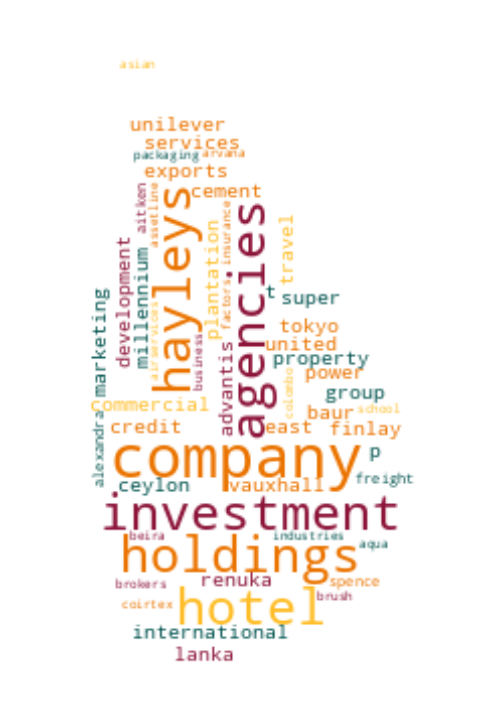 asian
unilever
services
packaging
arvana
exports
cement
aitken
assetline
hayleys
plantation
insurance
agencies
travel
development
millennium
factors
t
super
marketing
airservices
business
advantis
tokyo
united
property
power
colombo
group
commercial
baur
school
alexandra
credit
east
finlay
company
p
freight
ceylon
vauxhall
investment
beira
industries
aqua
holdings
brokers
renuka
spence
brush
coirtex
hotel
international
lanka